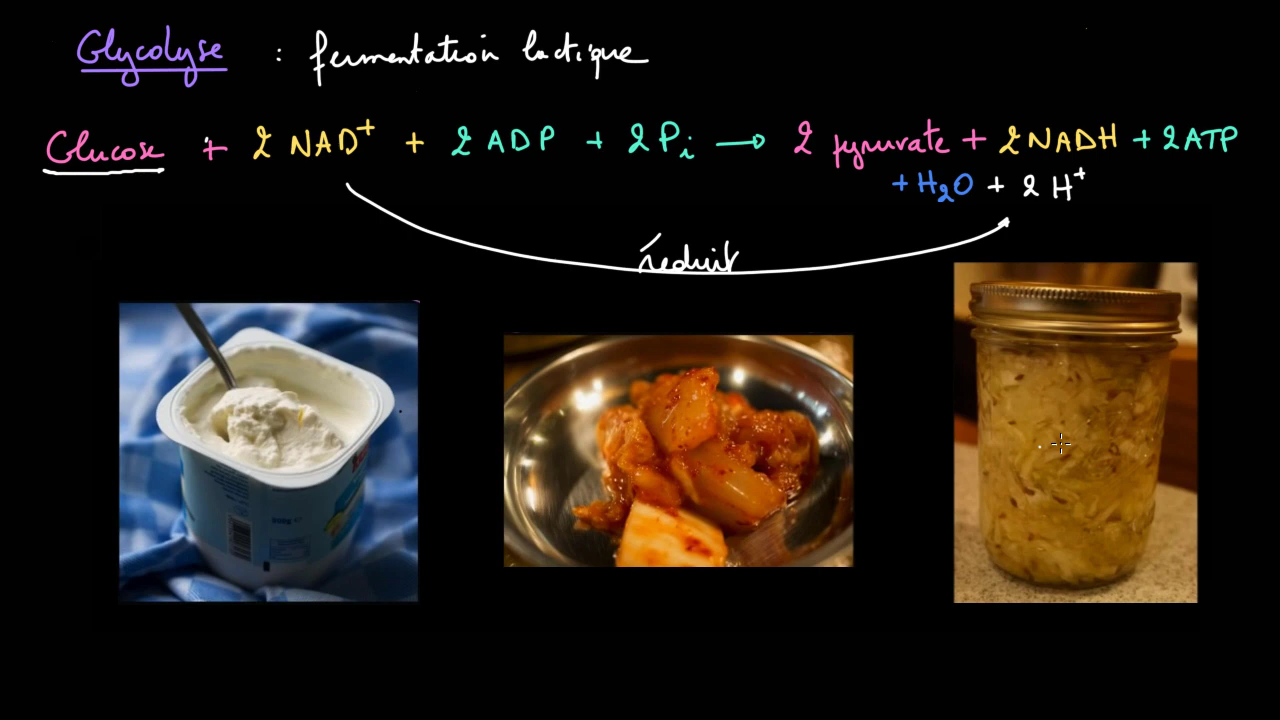 Glycolyse : fermentation lactique
Glucose + 2 NAD⁺ + 2 ADP + 2 Pᵢ → 2 pyruvate + 2 NADH + 2 ATP
+ H₂O + 2 H⁺
réduit